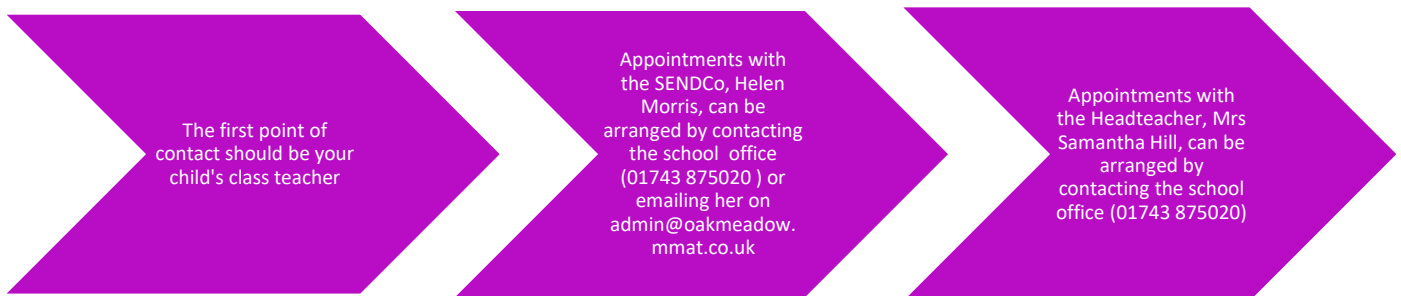 The first point of
contact should be your
child's class teacher
Appointments with
the SENDCo, Helen
Morris, can be
arranged by contacting
the school  office
(01743 875020 ) or
emailing her on
admin@oakmeadow.
mmat.co.uk
Appointments with
the Headteacher, Mrs
Samantha Hill, can be
arranged by
contacting the school
office (01743 875020)